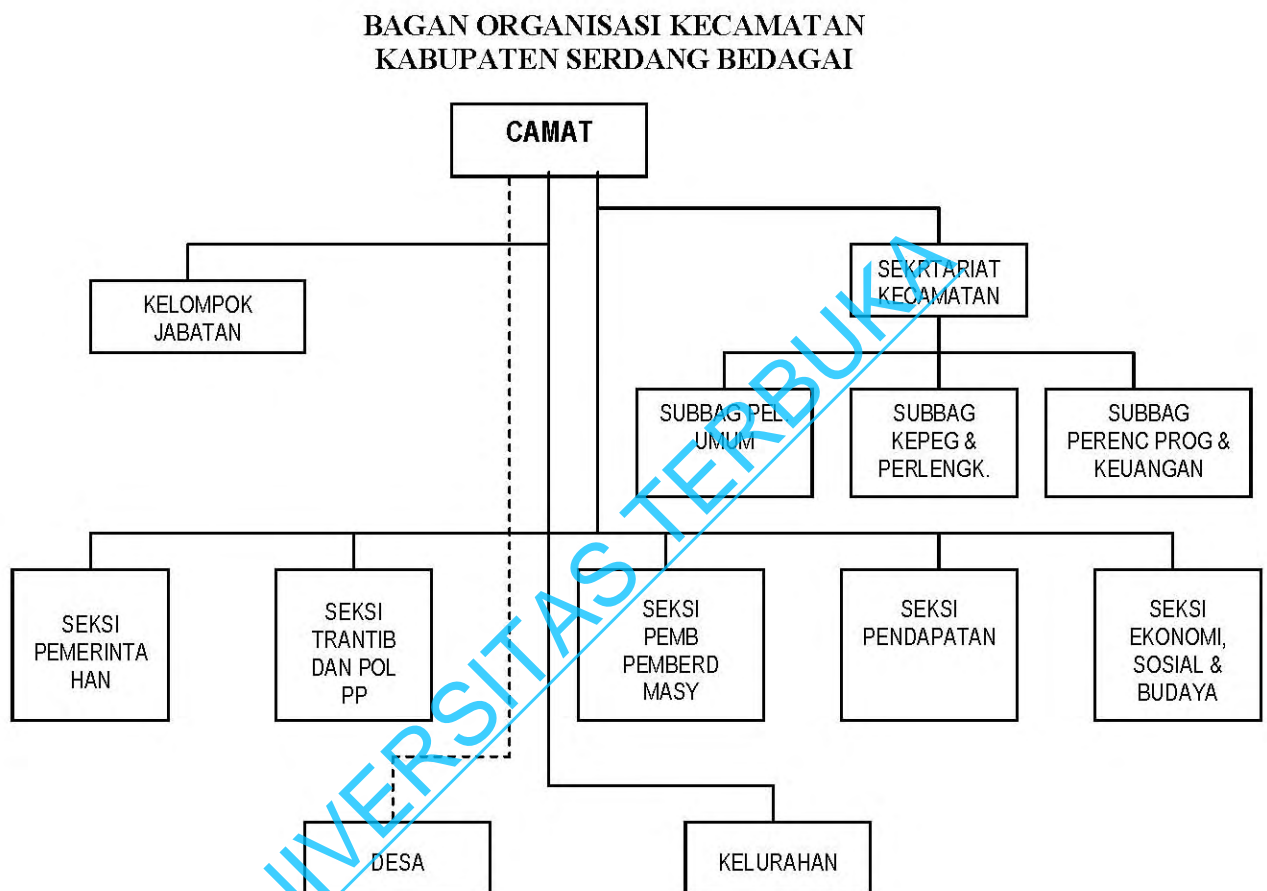 BAGAN ORGANISASI KECAMATAN
KABUPATEN SERDANG BEDAGAI
CAMAT
KELOMPOK
JABATAN
SEKRTARIAT
KECAMATAN
SUBBAG PEL.
UMUM
SUBBAG
KEPEG &
PERLENGK.
SUBBAG
PERENC PROG &
KEUANGAN
SEKSI
PEMERINTA
HAN
SEKSI
TRANTIB
DAN POL
PP
SEKSI
PEMB
PEMBERD
MASY
SEKSI
PENDAPATAN
SEKSI
EKONOMI,
SOSIAL &
BUDAYA
DESA
KELURAHAN
IVERSITAS TERBUKA